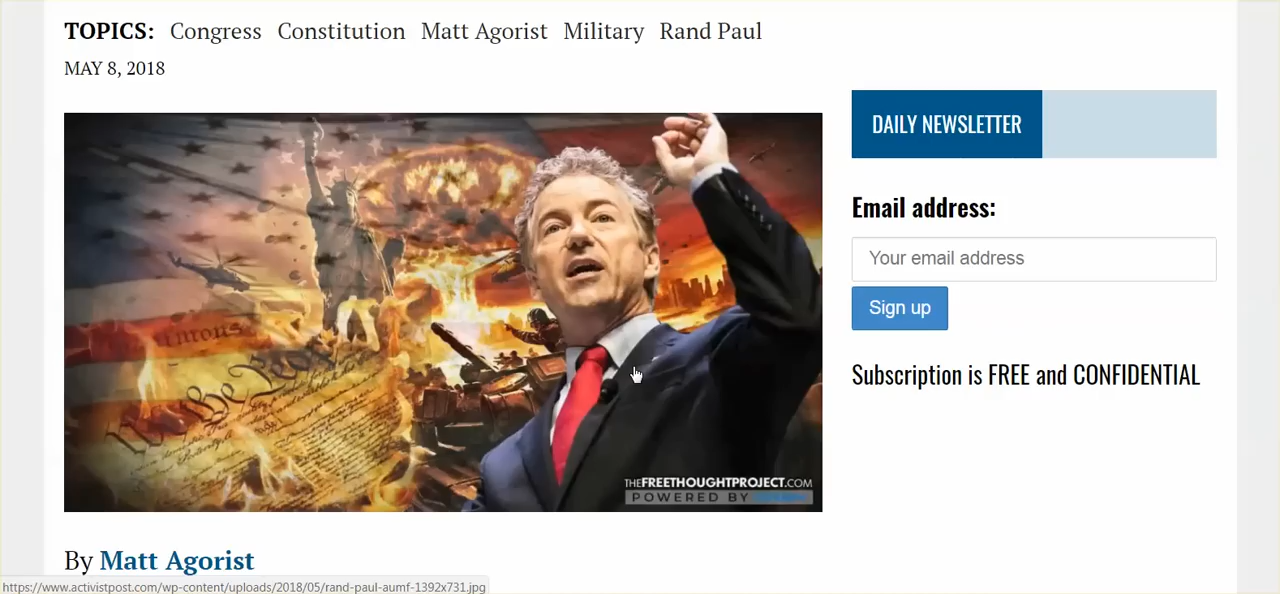 TOPICS: Congress Constitution Matt Agorist Military Rand Paul
MAY 8, 2018
DAILY NEWSLETTER
Email address:
Your email address
Sign up
Subscription is FREE and CONFIDENTIAL
We the People
THEFREETHOUGHTPROJECT.COM
POWERED BY
By Matt Agorist
https://www.activistpost.com/wp-content/uploads/2018/05/rand-paul-aumf-1392x731.jpg